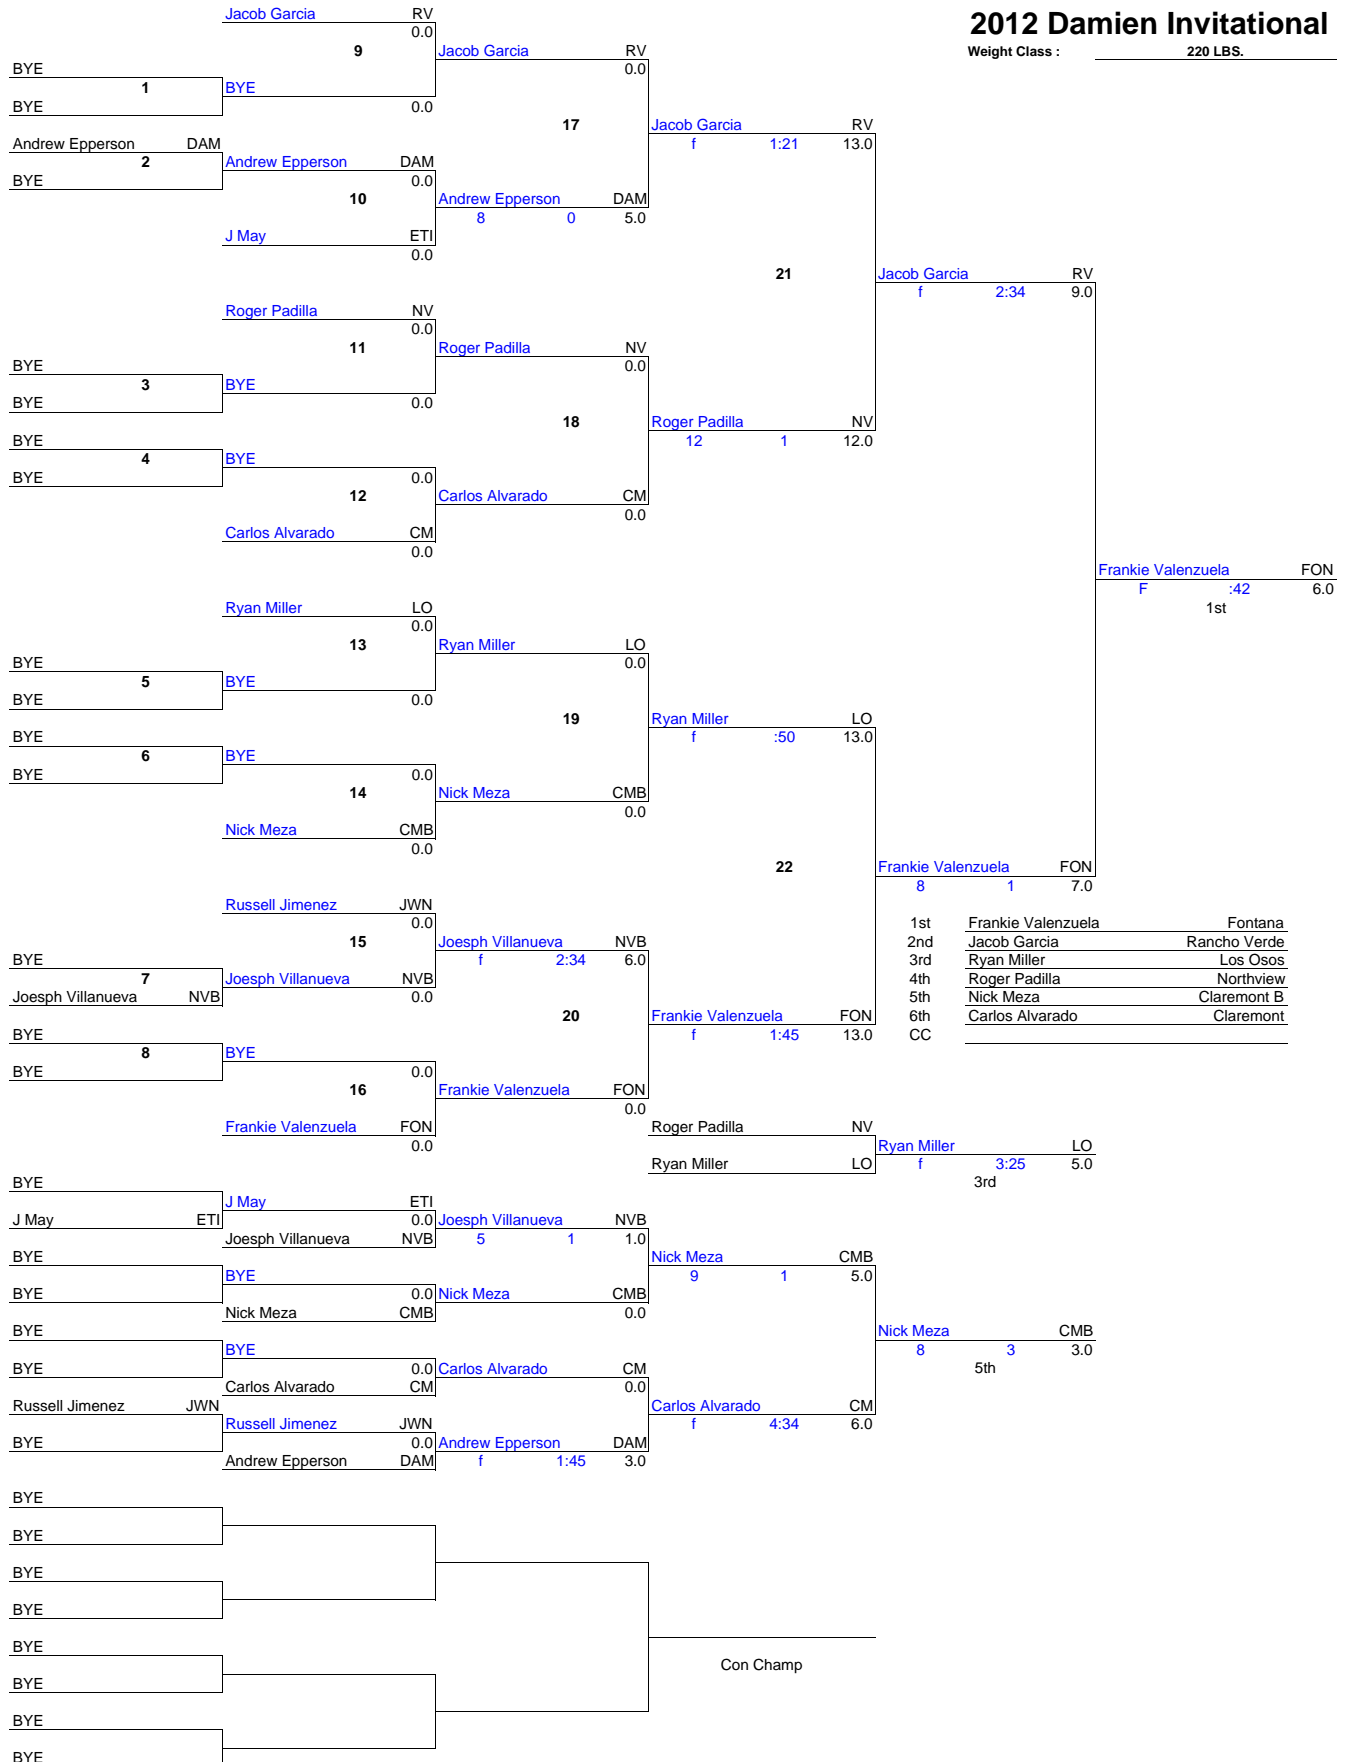 2012 Damien Invitational
Weight Class : 220 LBS.
Jacob Garcia RV
0.0
9 Jacob Garcia RV
BYE 0.0
1 BYE
BYE 0.0
17 Jacob Garcia RV
Andrew Epperson DAM f 1:21 13.0
2 Andrew Epperson DAM
BYE 0.0
10 Andrew Epperson DAM
8 0 5.0
J May ETI
0.0
21 Jacob Garcia RV
f 2:34 9.0
Roger Padilla NV
0.0
11 Roger Padilla NV
BYE 0.0
3 BYE
BYE 0.0
18 Roger Padilla NV
BYE 12 1 12.0
4 BYE
BYE 0.0
12 Carlos Alvarado CM
0.0
Carlos Alvarado CM
0.0
Frankie Valenzuela FON
F :42 6.0
1st
Ryan Miller LO
0.0
13 Ryan Miller LO
BYE 0.0
5 BYE
BYE 0.0
19 Ryan Miller LO
BYE f :50 13.0
6 BYE
BYE 0.0
14 Nick Meza CMB
0.0
Nick Meza CMB
0.0
22 Frankie Valenzuela FON
8 1 7.0
Russell Jimenez JWN
0.0
15 Joesph Villanueva NVB
BYE f 2:34 6.0
7 Joesph Villanueva NVB
Joesph Villanueva NVB 0.0
20 Frankie Valenzuela FON
BYE f 1:45 13.0
8 BYE
BYE 0.0
16 Frankie Valenzuela FON
0.0
Frankie Valenzuela FON
0.0
1st Frankie Valenzuela Fontana
2nd Jacob Garcia Rancho Verde
3rd Ryan Miller Los Osos
4th Roger Padilla Northview
5th Nick Meza Claremont B
6th Carlos Alvarado Claremont
CC
Roger Padilla NV
Ryan Miller LO
Ryan Miller LO
f 3:25 5.0
3rd
BYE
J May ETI
J May ETI
0.0 Joesph Villanueva NVB
Joesph Villanueva NVB 5 1 1.0
BYE Nick Meza CMB
BYE 9 1 5.0
BYE 0.0 Nick Meza CMB
Nick Meza CMB 0.0
BYE Nick Meza CMB
BYE 8 3 3.0
BYE 0.0 Carlos Alvarado CM 5th
Carlos Alvarado CM 0.0
Russell Jimenez JWN Carlos Alvarado CM
Russell Jimenez JWN f 4:34 6.0
BYE 0.0 Andrew Epperson DAM
Andrew Epperson DAM f 1:45 3.0
BYE
BYE
BYE
BYE
BYE
Con Champ
BYE
BYE
BYE